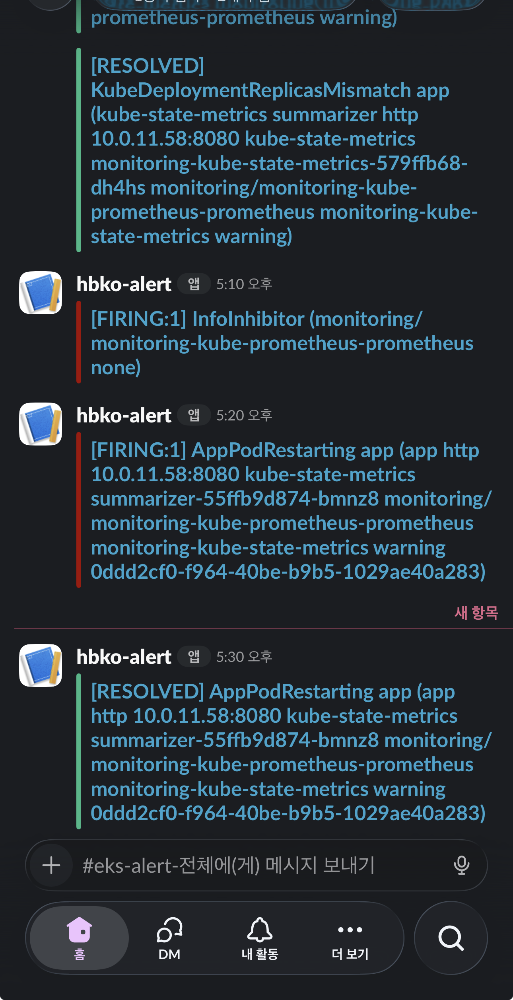 prometheus-prometheus warning)
[RESOLVED]
KubeDeploymentReplicasMismatch app
(kube-state-metrics summarizer http
10.0.11.58:8080 kube-state-metrics
monitoring-kube-state-metrics-579ffb68-
dh4hs monitoring/monitoring-kube-
prometheus-prometheus monitoring-kube-
state-metrics warning)
hbko-alert 앱 5:10 오후
[FIRING:1] InfoInhibitor (monitoring/
monitoring-kube-prometheus-prometheus
none)
hbko-alert 앱 5:20 오후
[FIRING:1] AppPodRestarting app (app http
10.0.11.58:8080 kube-state-metrics
summarizer-55ffb9d874-bmnz8 monitoring/
monitoring-kube-prometheus-prometheus
monitoring-kube-state-metrics warning
0ddd2cf0-f964-40be-b9b5-1029ae40a283)
새 항목
hbko-alert 앱 5:30 오후
[RESOLVED] AppPodRestarting app (app
http 10.0.11.58:8080 kube-state-metrics
summarizer-55ffb9d874-bmnz8 monitoring/
monitoring-kube-prometheus-prometheus
monitoring-kube-state-metrics warning
0ddd2cf0-f964-40be-b9b5-1029ae40a283)
#eks-alert-전체에(게) 메시지 보내기
홈 DM 내 활동 더 보기